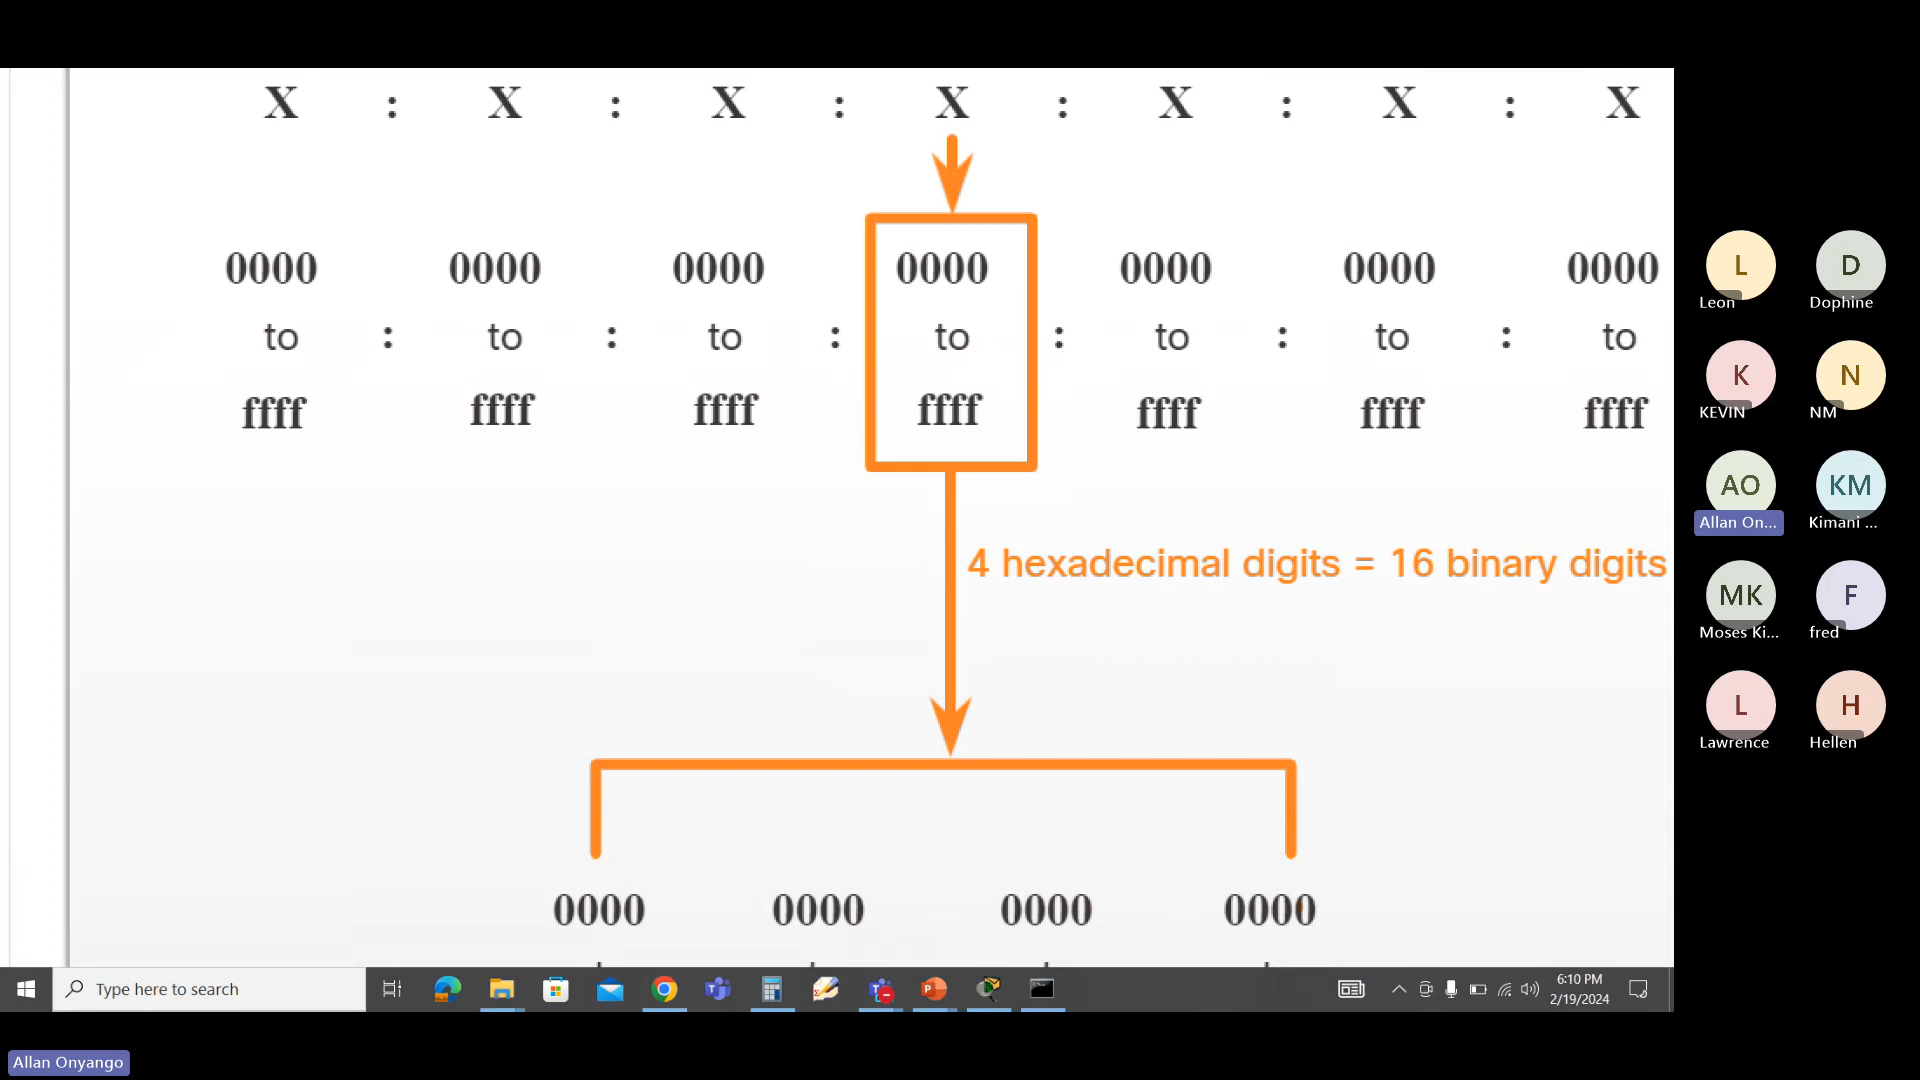 X : X : X : X : X : X : X
0000 0000 0000 0000 0000 0000 0000
to : to : to : to : to : to : to
ffff ffff ffff ffff ffff ffff ffff
4 hexadecimal digits = 16 binary digits
0000 0000 0000 0000
L D
Leon Dophine
K N
KEVIN NM
AO KM
Allan On... Kimani ...
MK F
Moses Ki... fred
L H
Lawrence Hellen
Type here to search
6:10 PM
2/19/2024
Allan Onyango